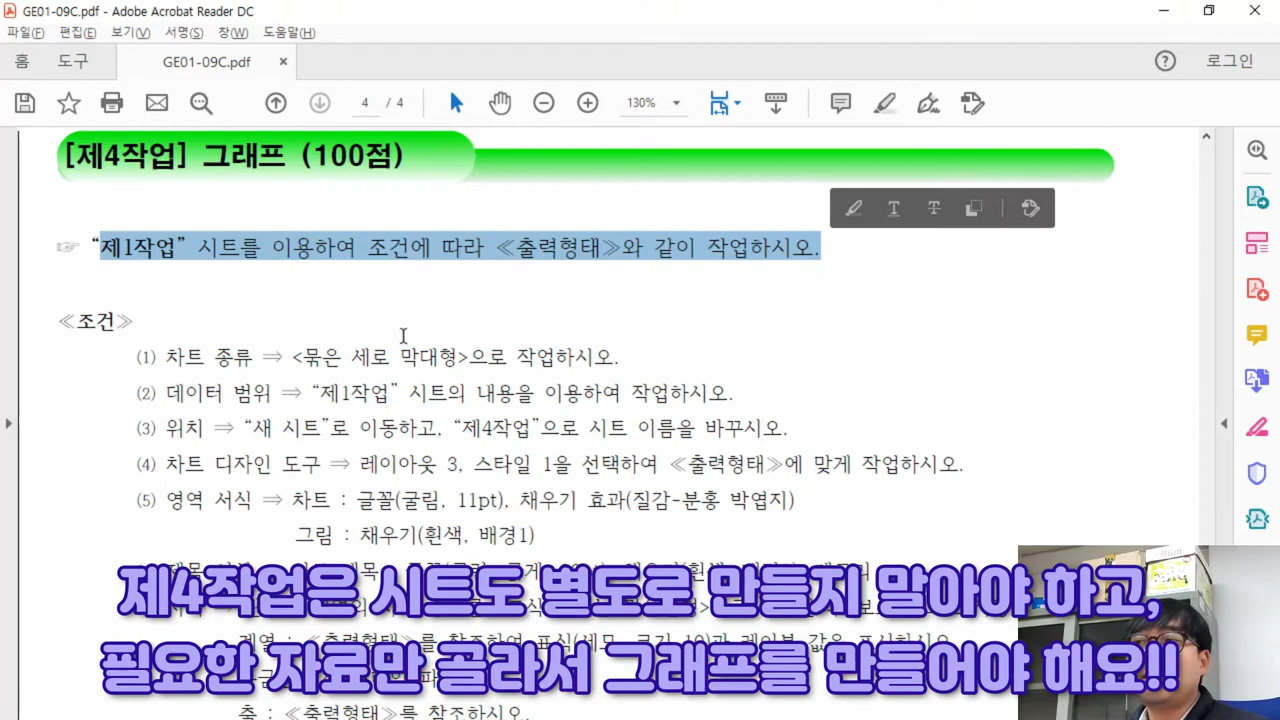 GE01-09C.pdf - Adobe Acrobat Reader DC
파일(F) 편집(E) 보기(V) 서명(S) 창(W) 도움말(H)
홈 도구 GE01-09C.pdf × 로그인
4 / 4 130%
[제4작업] 그래프 (100점)
☞ “제1작업” 시트를 이용하여 조건에 따라 ≪출력형태≫와 같이 작업하시오.
≪조건≫
(1) 차트 종류 ⇒ <묶은 세로 막대형>으로 작업하시오.
(2) 데이터 범위 ⇒ “제1작업” 시트의 내용을 이용하여 작업하시오.
(3) 위치 ⇒ “새 시트”로 이동하고, “제4작업”으로 시트 이름을 바꾸시오.
(4) 차트 디자인 도구 ⇒ 레이아웃 3, 스타일 1을 선택하여 ≪출력형태≫에 맞게 작업하시오.
(5) 영역 서식 ⇒ 차트 : 글꼴(굴림, 11pt), 채우기 효과(질감-분홍 박엽지)
그림 : 채우기(흰색, 배경1)
제4작업은 시트도 별도로 만들지 말아야 하고,
필요한 자료만 골라서 그래프를 만들어야 해요!!
축 : ≪출력형태≫를 참조하시오.